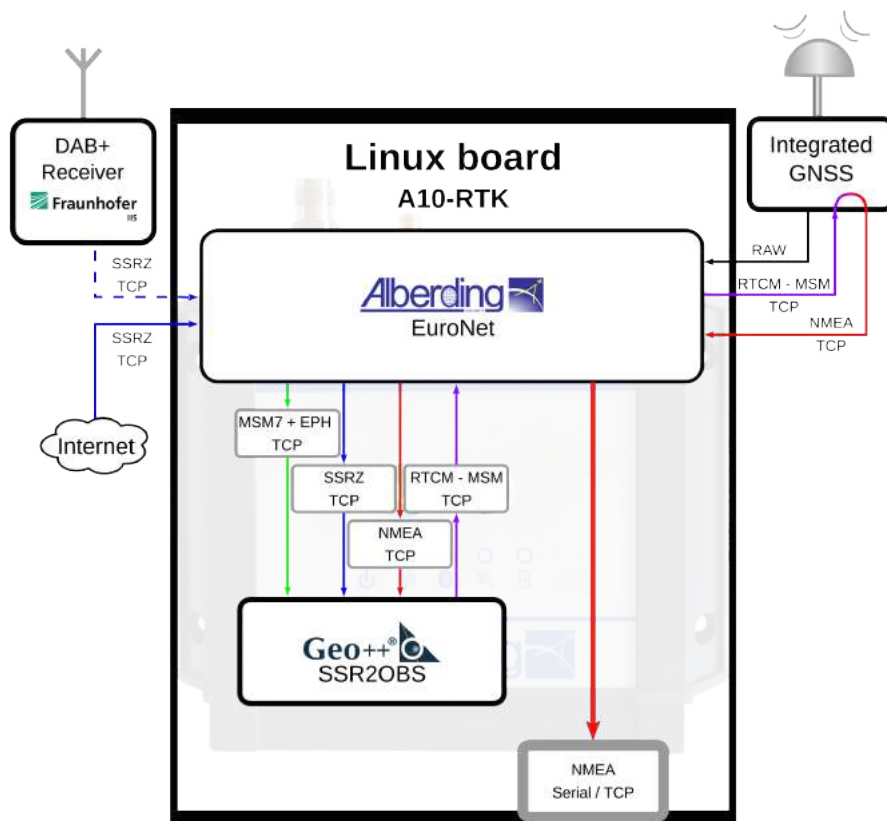 DAB+
Receiver
Fraunhofer
IIS
Linux board
A10-RTK
Integrated
GNSS
SSRZ
TCP
SSRZ
TCP
Internet
Alberding
EuroNet
RAW
RTCM - MSM
TCP
NMEA
TCP
MSM7 + EPH
TCP
SSRZ
TCP
RTCM - MSM
TCP
NMEA
TCP
Geo++®
SSR2OBS
NMEA
Serial / TCP